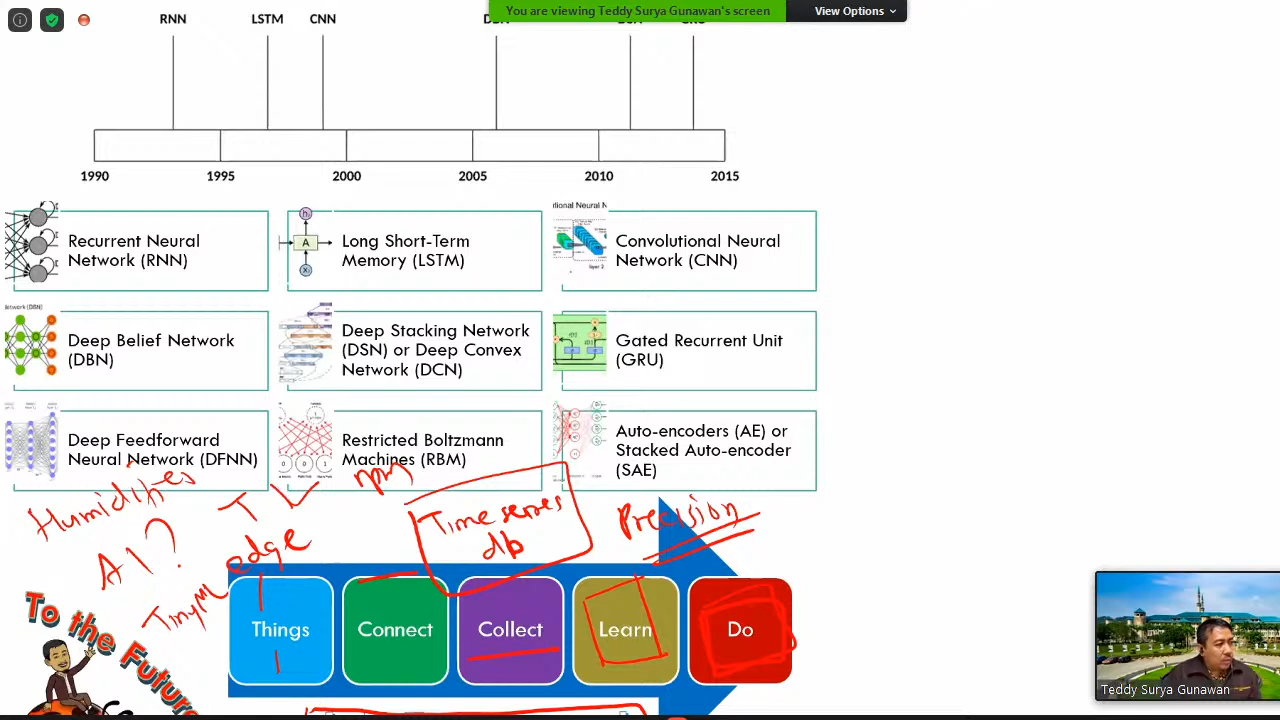 You are viewing Teddy Surya Gunawan's screen
View Options
RNN
LSTM
CNN
1990
1995
2000
2005
2010
2015
Recurrent Neural
Network (RNN)
Long Short-Term
Memory (LSTM)
Convolutional Neural
Network (CNN)
Deep Belief Network
(DBN)
Deep Stacking Network
(DSN) or Deep Convex
Network (DCN)
Gated Recurrent Unit
(GRU)
Deep Feedforward
Neural Network (DFNN)
Restricted Boltzmann
Machines (RBM)
Auto-encoders (AE) or
Stacked Auto-encoder
(SAE)
T
rpm
Time series
db
Precision
AI?
edge
TinyML
Things
Connect
Collect
Learn
Do
To the Future
Teddy Surya Gunawan